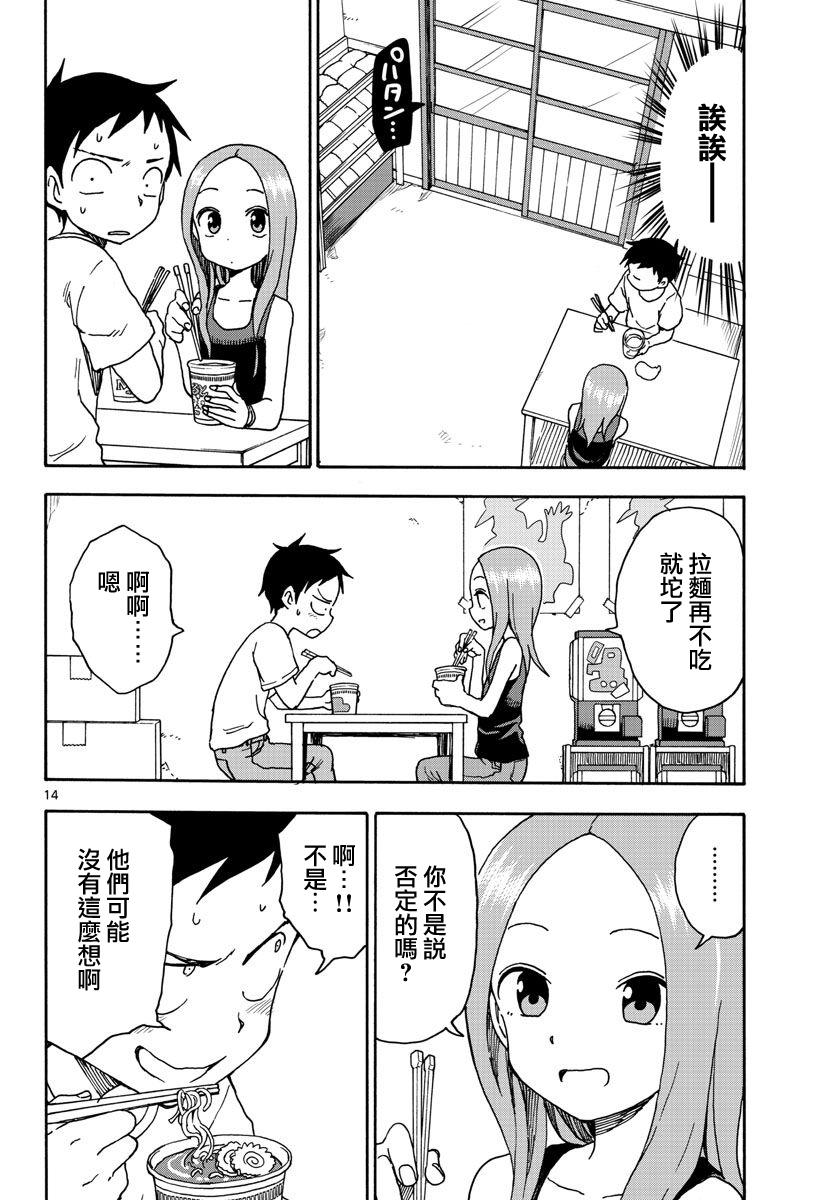 誒誒——
パタン…
拉麵再不吃
就坨了
啊啊……
嗯
14
………
你不是說
否定的嗎？
啊…!!
不是…
他們可能
沒有這麼想啊